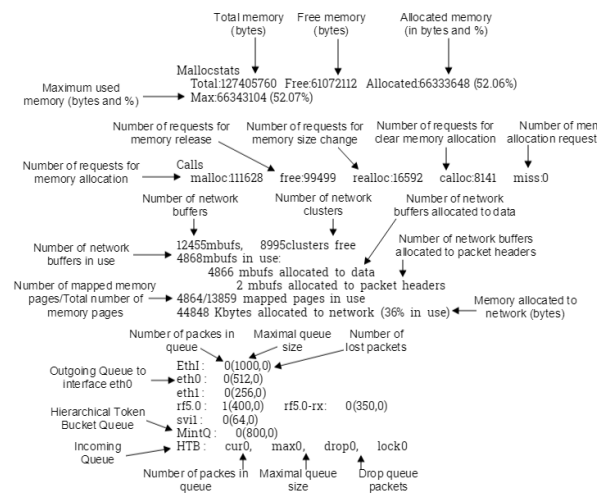 Total memory (bytes)
Free memory (bytes)
Allocated memory (in bytes and %)
Mallocstats
Total:127405760 Free:61072112 Allocated:66333648 (52.06%)
Maximum used memory (bytes and %)
Max:66343104 (52.07%)
Number of requests for memory release
Number of requests for memory size change
Number of requests for clear memory allocation
Number of mem allocation request
Number of requests for memory allocation
Calls
malloc:111628 free:99499 realloc:16592 calloc:8141 miss:0
Number of network buffers
Number of network clusters
Number of network buffers allocated to data
Number of network buffers in use
12455mbufs, 8995clusters free
4868mbufs in use:
4866 mbufs allocated to data
2 mbufs allocated to packet headers
Number of network buffers allocated to packet headers
Number of mapped memory pages/Total number of memory pages
4864/13859 mapped pages in use
44848 Kbytes allocated to network (36% in use)
Memory allocated to network (bytes)
Number of packes in queue
Maximal queue size
Number of lost packets
EthI: 0(1000,0)
Outgoing Queue to interface eth0
eth0: 0(512,0)
eth1: 0(256,0)
rf5.0: 1(400,0) rf5.0-rx: 0(350,0)
svi1: 0(64,0)
Hierarchical Token Bucket Queue
MintQ: 0(800,0)
Incoming Queue
HTB: cur0, max0, drop0, lock0
Number of packes in queue
Maximal queue size
Drop queue packets